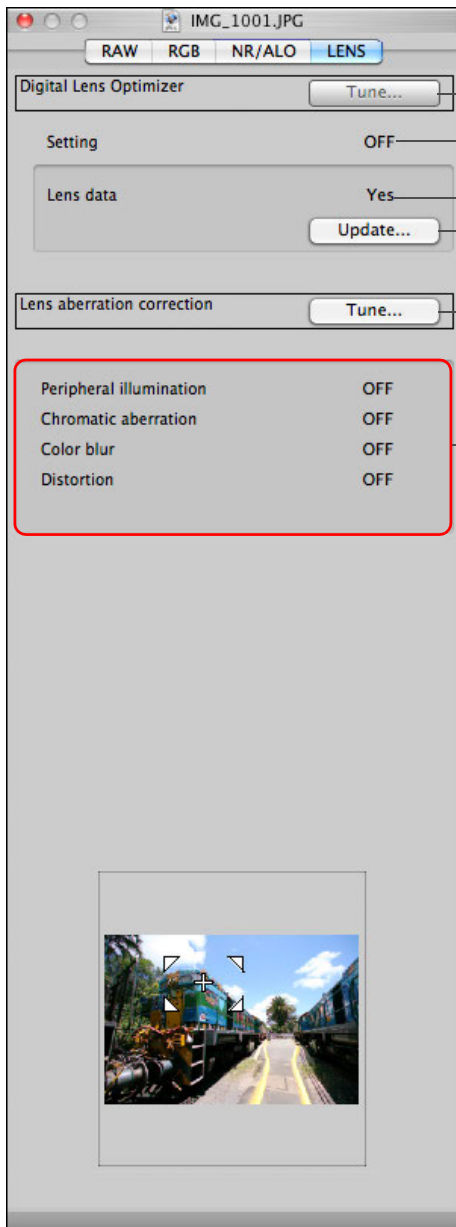 IMG_1001.JPG
RAW RGB NR/ALO LENS
Digital Lens Optimizer Tune...
Setting OFF
Lens data Yes
Update...
Lens aberration correction Tune...
Peripheral illumination OFF
Chromatic aberration OFF
Color blur OFF
Distortion OFF